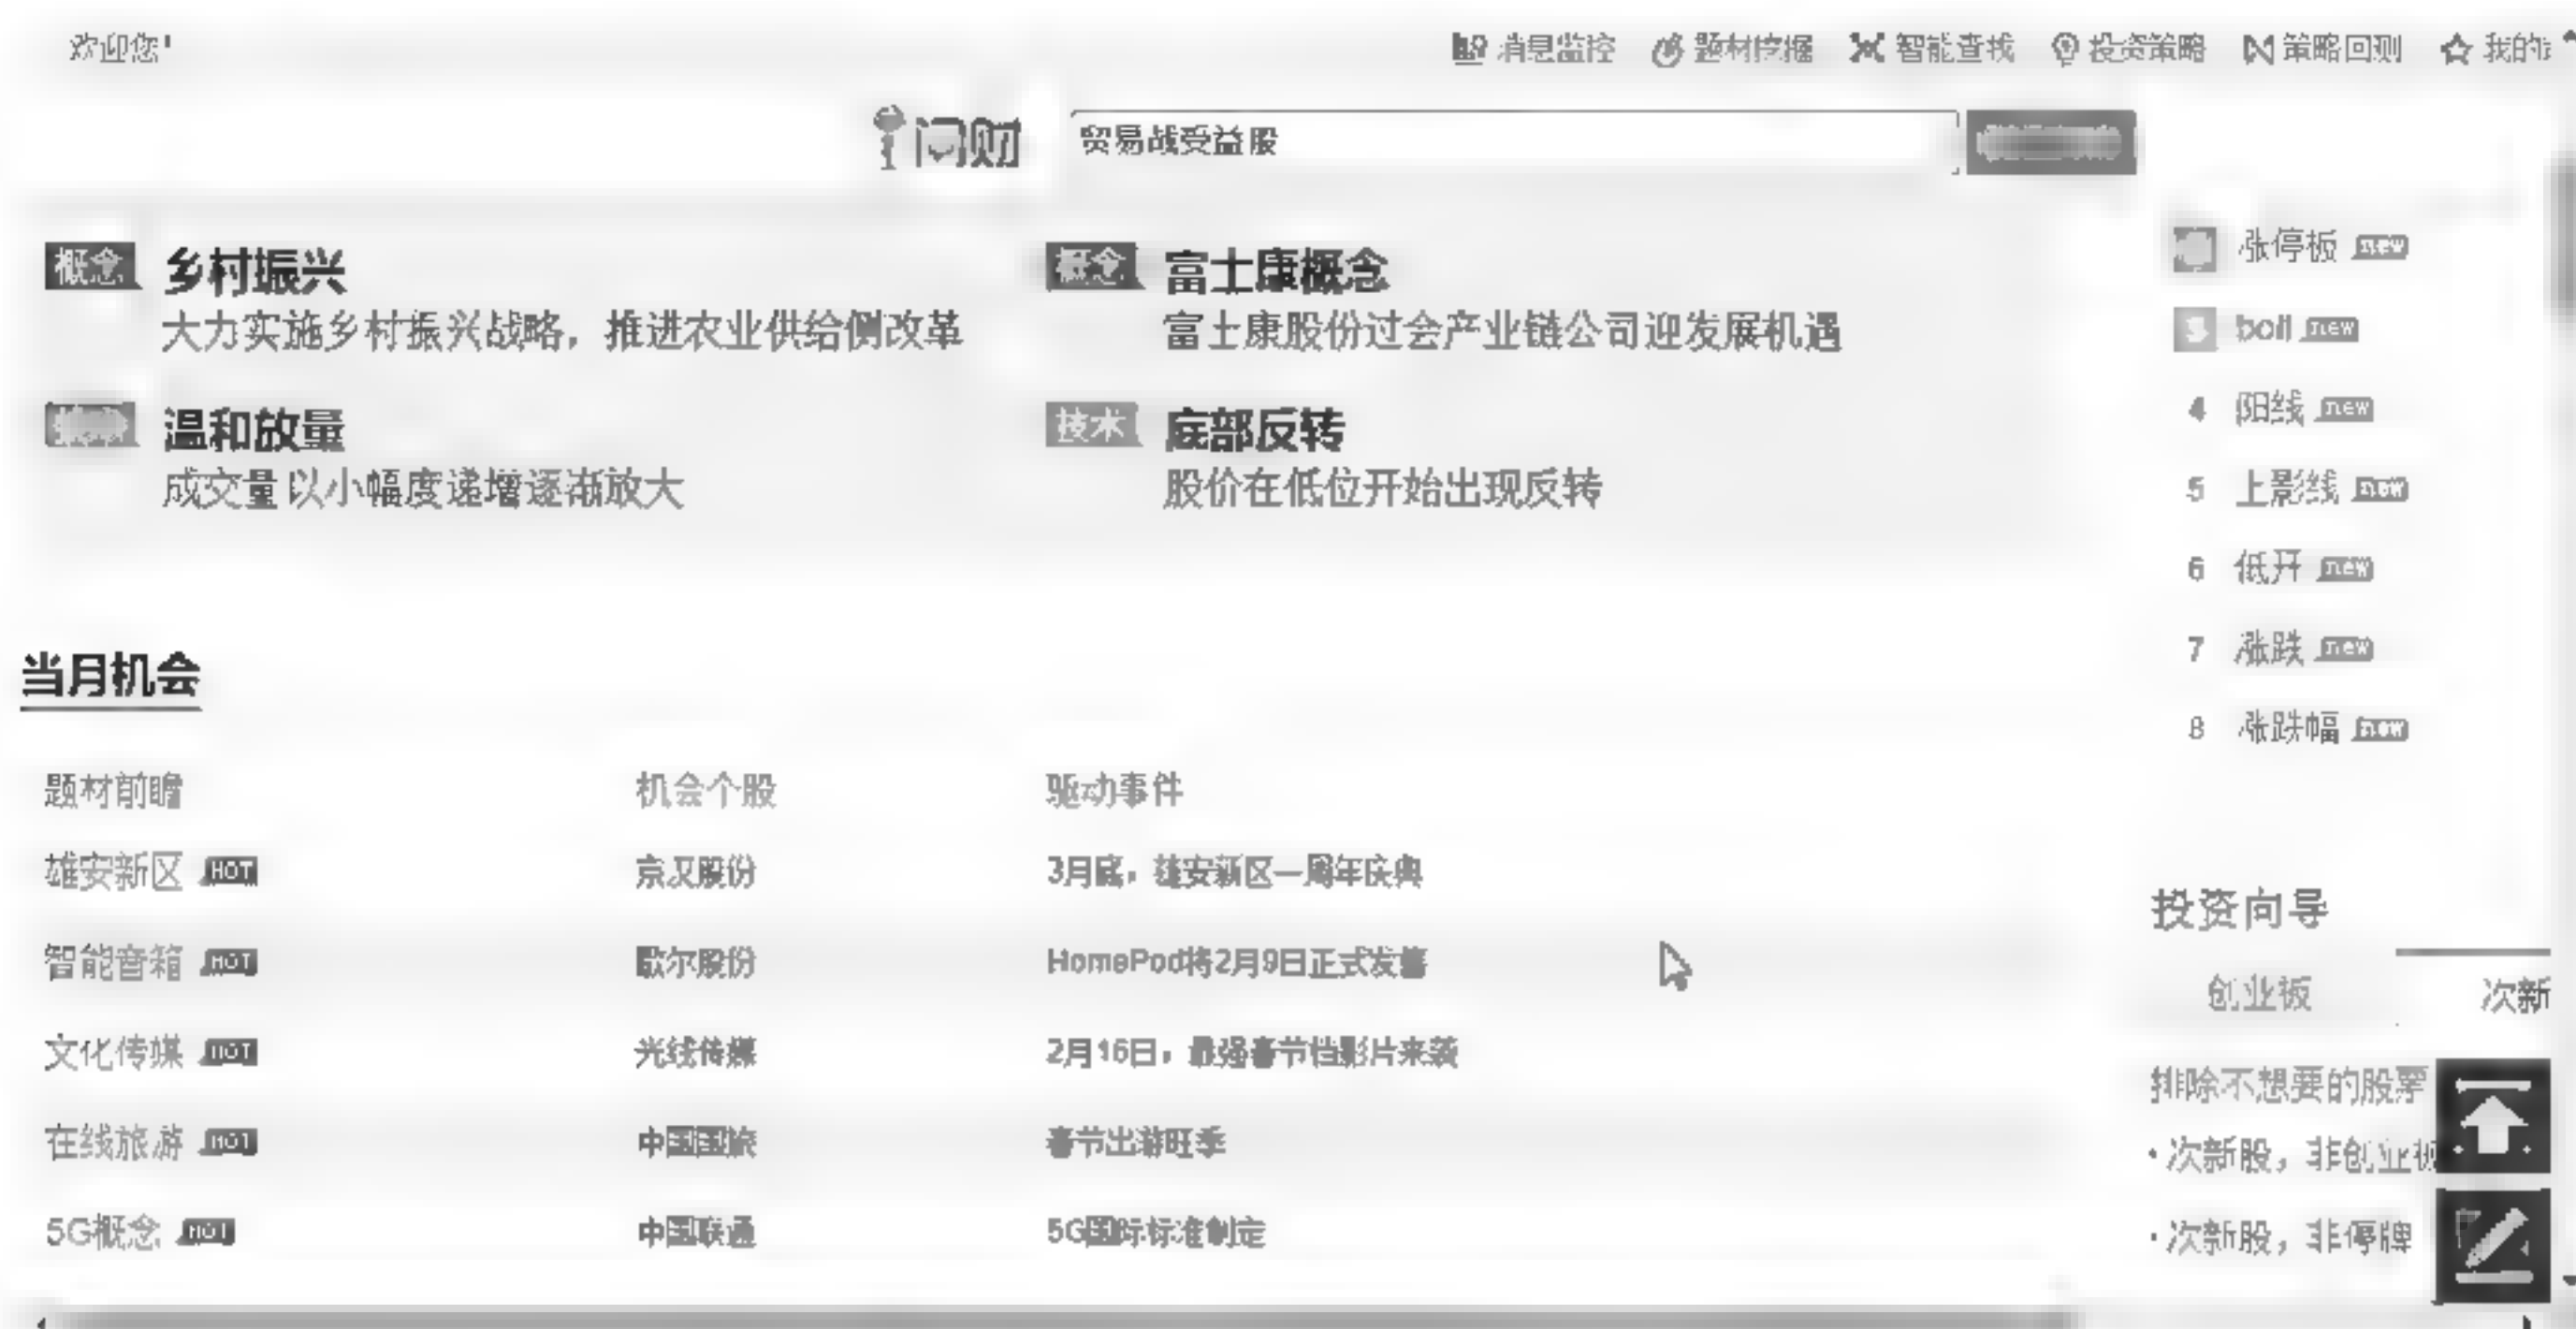 欢迎您!
消息监控 题材挖掘 智能查找 投资策略 策略回测 我的
问财 贸易战受益股
概念 乡村振兴
大力实施乡村振兴战略，推进农业供给侧改革
概念 富士康概念
富士康股份过会产业链公司迎发展机遇
温和放量
成交量以小幅度递增逐渐放大
技术 底部反转
股价在低位开始出现反转
涨停板 new
3 boll new
4 阳线 new
5 上影线 new
6 低开 new
7 涨跌 new
8 涨跌幅 new
当月机会
题材前瞻 机会个股 驱动事件
雄安新区 HOT 京汉股份 3月底，雄安新区一周年庆典
智能音箱 HOT 歌尔股份 HomePod将2月9日正式发售
文化传媒 HOT 光线传媒 2月16日，最强春节档影片来袭
在线旅游 HOT 中国国旅 春节出游旺季
5G概念 HOT 中国联通 5G国际标准制定
投资向导
创业板 次新
排除不想要的股票
·次新股，非创业板
·次新股，非停牌